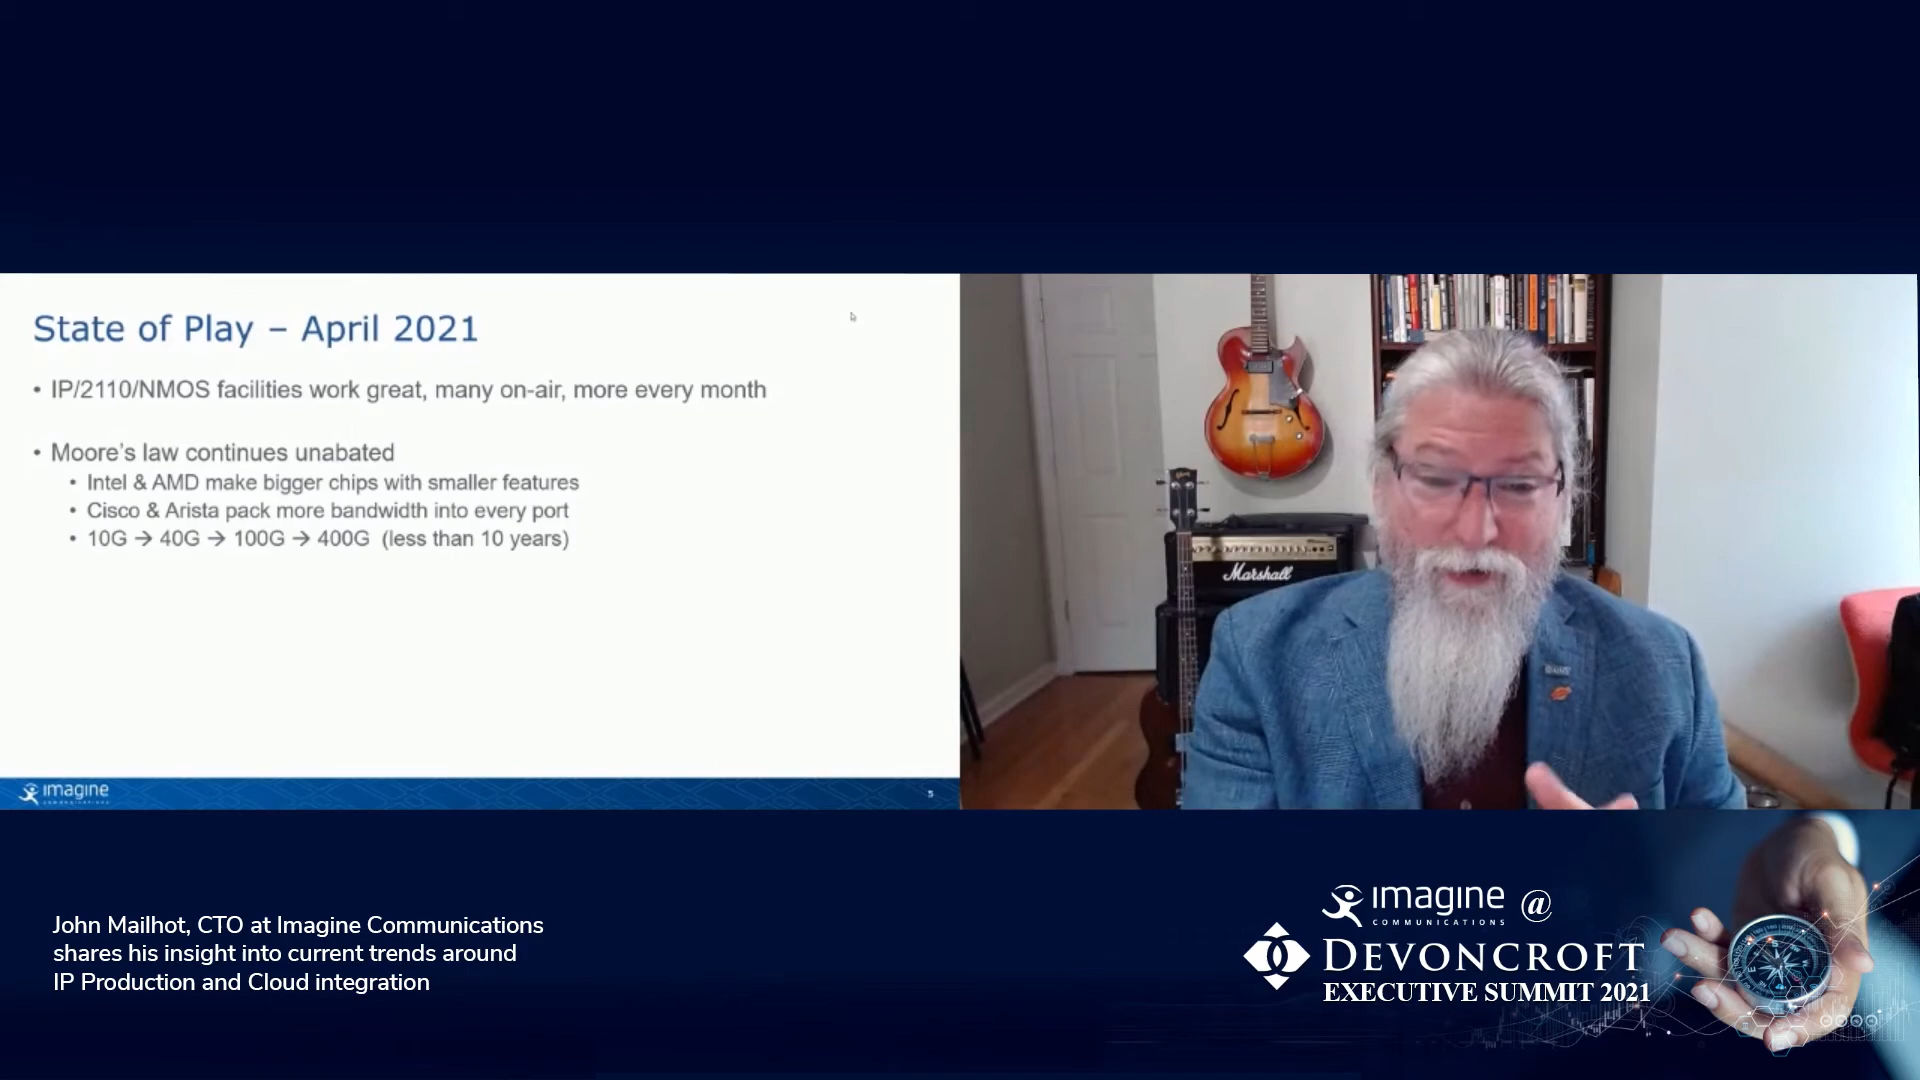 State of Play – April 2021
• IP/2110/NMOS facilities work great, many on-air, more every month
• Moore's law continues unabated
• Intel & AMD make bigger chips with smaller features
• Cisco & Arista pack more bandwidth into every port
• 10G → 40G → 100G → 400G (less than 10 years)
imagine
communications
5
Marshall
John Mailhot, CTO at Imagine Communications
shares his insight into current trends around
IP Production and Cloud integration
imagine @
COMMUNICATIONS
DEVONCROFT
EXECUTIVE SUMMIT 2021